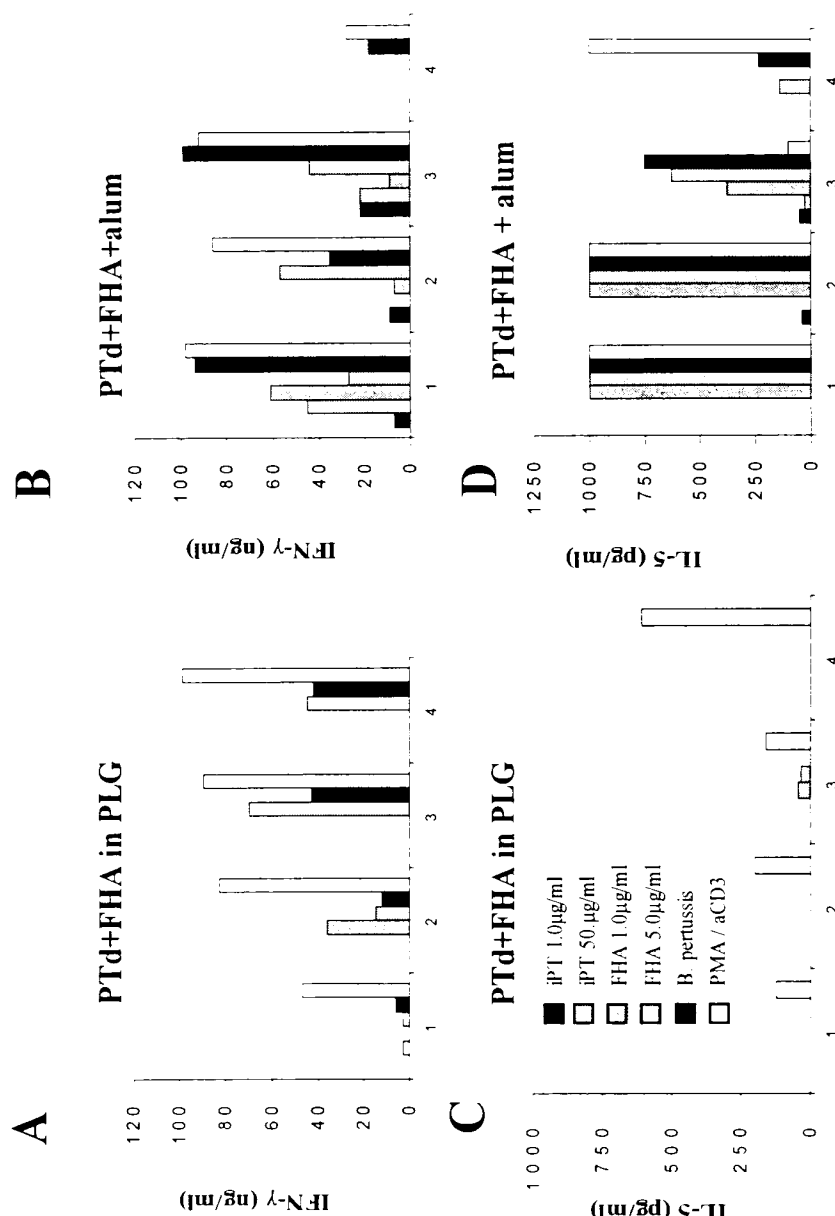 A
PTd+FHA in PLG
IFN-γ (ng/ml)
120
100
80
60
40
20
0
1
2
3
4
B
PTd+FHA+alum
IFN-γ (ng/ml)
120
100
80
60
40
20
0
1
2
3
4
C
PTd+FHA in PLG
IL-5 (pg/ml)
1000
750
500
250
0
iPT 1.0µg/ml
iPT 50.µg/ml
FHA 1.0µg/ml
FHA 5.0µg/ml
B. pertussis
PMA / aCD3
1
2
3
4
D
PTd+FHA + alum
IL-5 (pg/ml)
1250
1000
750
500
250
0
1
2
3
4